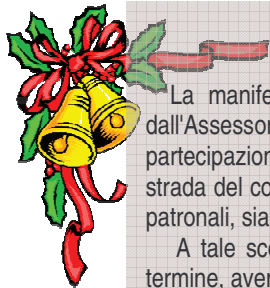 La manife
dall'Assessor
partecipazion
strada del co
patronali, sia
A tale sco
termine, aver